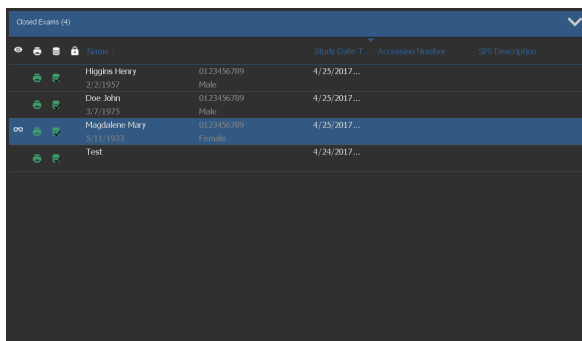 Closed Exams (4)
Name : Study Date T... Accession Number SPS Description
Higgins Henry 0123456789 4/25/2017...
2/2/1957 Male
Doe John 0123456789 4/25/2017...
3/7/1975 Male
Magdalene Mary 0123456789 4/25/2017...
5/11/1933 Female
Test 4/24/2017...